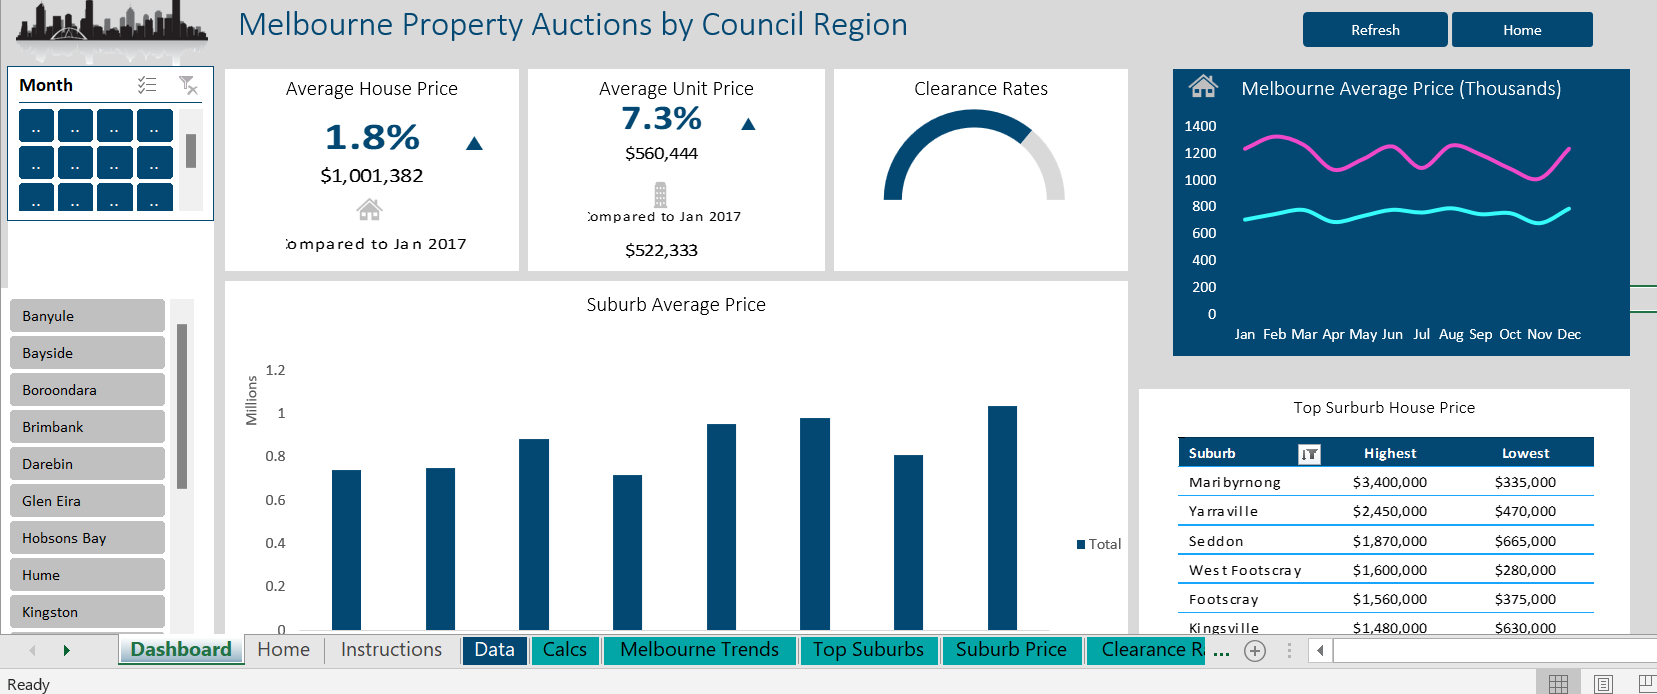 Melbourne Property Auctions by Council Region
Refresh
Home
Month
.. .. .. ..
.. .. .. ..
.. .. .. ..
Banyule
Bayside
Boroondara
Brimbank
Darebin
Glen Eira
Hobsons Bay
Hume
Kingston
Average House Price
1.8%
$1,001,382
Compared to Jan 2017
Average Unit Price
7.3%
$560,444
Compared to Jan 2017
$522,333
Clearance Rates
Melbourne Average Price (Thousands)
1400
1200
1000
800
600
400
200
0
Jan Feb Mar Apr May Jun Jul Aug Sep Oct Nov Dec
Suburb Average Price
Millions
1.2
1
0.8
0.6
0.4
0.2
0
Total
Top Surburb House Price
Suburb Highest Lowest
Maribyrnong $3,400,000 $335,000
Yarraville $2,450,000 $470,000
Seddon $1,870,000 $665,000
West Footscray $1,600,000 $280,000
Footscray $1,560,000 $375,000
Kingsville $1,480,000 $630,000
Dashboard Home Instructions Data Calcs Melbourne Trends Top Suburbs Suburb Price Clearance R ...
Ready